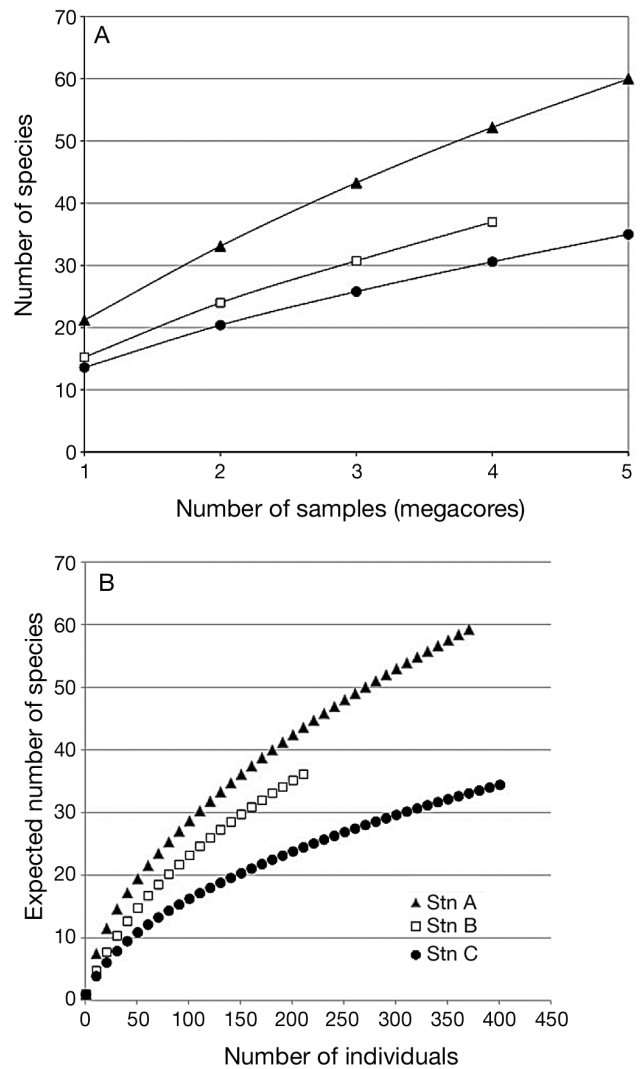 A
Number of species
70
60
50
40
30
20
10
0
1 2 3 4 5
Number of samples (megacores)
B
Expected number of species
70
60
50
40
30
20
10
0
Stn A
Stn B
Stn C
0 50 100 150 200 250 300 350 400 450
Number of individuals